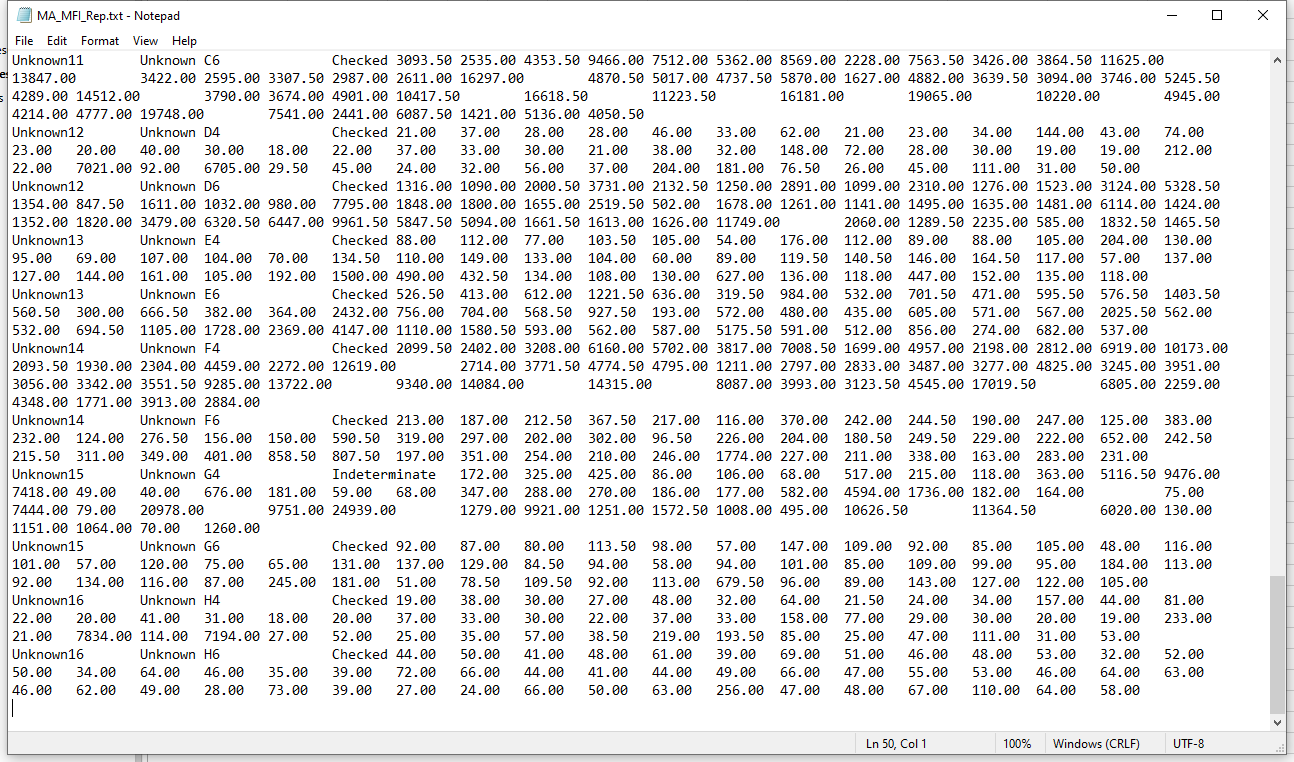 MA_MFI_Rep.txt - Notepad
File Edit Format View Help
Unknown11 Unknown C6 Checked 3093.50 2535.00 4353.50 9466.00 7512.00 5362.00 8569.00 2228.00 7563.50 3426.00 3864.50 11625.00
13847.00 3422.00 2595.00 3307.50 2987.00 2611.00 16297.00 4870.50 5017.00 4737.50 5870.00 1627.00 4882.00 3639.50 3094.00 3746.00 5245.50
4289.00 14512.00 3790.00 3674.00 4901.00 10417.50 16618.50 11223.50 16181.00 19065.00 10220.00 4945.00
4214.00 4777.00 19748.00 7541.00 2441.00 6087.50 1421.00 5136.00 4050.50
Unknown12 Unknown D4 Checked 21.00 37.00 28.00 28.00 46.00 33.00 62.00 21.00 23.00 34.00 144.00 43.00 74.00
23.00 20.00 40.00 30.00 18.00 22.00 37.00 33.00 30.00 21.00 38.00 32.00 148.00 72.00 28.00 30.00 19.00 19.00 212.00
22.00 7021.00 92.00 6705.00 29.50 45.00 24.00 32.00 56.00 37.00 204.00 181.00 76.50 26.00 45.00 111.00 31.00 50.00
Unknown12 Unknown D6 Checked 1316.00 1090.00 2000.50 3731.00 2132.50 1250.00 2891.00 1099.00 2310.00 1276.00 1523.00 3124.00 5328.50
1354.00 847.50 1611.00 1032.00 980.00 7795.00 1848.00 1800.00 1655.00 2519.50 502.00 1678.00 1261.00 1141.00 1495.00 1635.00 1481.00 6114.00 1424.00
1352.00 1820.00 3479.00 6320.50 6447.00 9961.50 5847.50 5094.00 1661.50 1613.00 1626.00 11749.00 2060.00 1289.50 2235.00 585.00 1832.50 1465.50
Unknown13 Unknown E4 Checked 88.00 112.00 77.00 103.50 105.00 54.00 176.00 112.00 89.00 88.00 105.00 204.00 130.00
95.00 69.00 107.00 104.00 70.00 134.50 110.00 149.00 133.00 104.00 60.00 89.00 119.50 140.50 146.00 164.50 117.00 57.00 137.00
127.00 144.00 161.00 105.00 192.00 1500.00 490.00 432.50 134.00 108.00 130.00 627.00 136.00 118.00 447.00 152.00 135.00 118.00
Unknown13 Unknown E6 Checked 526.50 413.00 612.00 1221.50 636.00 319.50 984.00 532.00 701.50 471.00 595.50 576.50 1403.50
560.50 300.00 666.50 382.00 364.00 2432.00 756.00 704.00 568.50 927.50 193.00 572.00 480.00 435.00 605.00 571.00 567.00 2025.50 562.00
532.00 694.50 1105.00 1728.00 2369.00 4147.00 1110.00 1580.50 593.00 562.00 587.00 5175.50 591.00 512.00 856.00 274.00 682.00 537.00
Unknown14 Unknown F4 Checked 2099.50 2402.00 3208.00 6160.00 5702.00 3817.00 7008.50 1699.00 4957.00 2198.00 2812.00 6919.00 10173.00
2093.50 1930.00 2304.00 4459.00 2272.00 12619.00 2714.00 3771.50 4774.50 4795.00 1211.00 2797.00 2833.00 3487.00 3277.00 4825.00 3245.00 3951.00
3056.00 3342.00 3551.50 9285.00 13722.00 9340.00 14084.00 14315.00 8087.00 3993.00 3123.50 4545.00 17019.50 6805.00 2259.00
4348.00 1771.00 3913.00 2884.00
Unknown14 Unknown F6 Checked 213.00 187.00 212.50 367.50 217.00 116.00 370.00 242.00 244.50 190.00 247.00 125.00 383.00
232.00 124.00 276.50 156.00 150.00 590.50 319.00 297.00 202.00 302.00 96.50 226.00 204.00 180.50 249.50 229.00 222.00 652.00 242.50
215.50 311.00 349.00 401.00 858.50 807.50 197.00 351.00 254.00 210.00 246.00 1774.00 227.00 211.00 338.00 163.00 283.00 231.00
Unknown15 Unknown G4 Indeterminate 172.00 325.00 425.00 86.00 106.00 68.00 517.00 215.00 118.00 363.00 5116.50 9476.00
7418.00 49.00 40.00 676.00 181.00 59.00 68.00 347.00 288.00 270.00 186.00 177.00 582.00 4594.00 1736.00 182.00 164.00 75.00
7444.00 79.00 20978.00 9751.00 24939.00 1279.00 9921.00 1251.00 1572.50 1008.00 495.00 10626.50 11364.50 6020.00 130.00
1151.00 1064.00 70.00 1260.00
Unknown15 Unknown G6 Checked 92.00 87.00 80.00 113.50 98.00 57.00 147.00 109.00 92.00 85.00 105.00 48.00 116.00
101.00 57.00 120.00 75.00 65.00 131.00 137.00 129.00 84.50 94.00 58.00 94.00 101.00 85.00 109.00 99.00 95.00 184.00 113.00
92.00 134.00 116.00 87.00 245.00 181.00 51.00 78.50 109.50 92.00 113.00 679.50 96.00 89.00 143.00 127.00 122.00 105.00
Unknown16 Unknown H4 Checked 19.00 38.00 30.00 27.00 48.00 32.00 64.00 21.50 24.00 34.00 157.00 44.00 81.00
22.00 20.00 41.00 31.00 18.00 20.00 37.00 33.00 30.00 22.00 37.00 33.00 158.00 77.00 29.00 30.00 20.00 19.00 233.00
21.00 7834.00 114.00 7194.00 27.00 52.00 25.00 35.00 57.00 38.50 219.00 193.50 85.00 25.00 47.00 111.00 31.00 53.00
Unknown16 Unknown H6 Checked 44.00 50.00 41.00 48.00 61.00 39.00 69.00 51.00 46.00 48.00 53.00 32.00 52.00
50.00 34.00 64.00 46.00 35.00 39.00 72.00 66.00 44.00 41.00 44.00 49.00 66.00 47.00 55.00 53.00 46.00 64.00 63.00
46.00 62.00 49.00 28.00 73.00 39.00 27.00 24.00 66.00 50.00 63.00 256.00 47.00 48.00 67.00 110.00 64.00 58.00
Ln 50, Col 1 100% Windows (CRLF) UTF-8